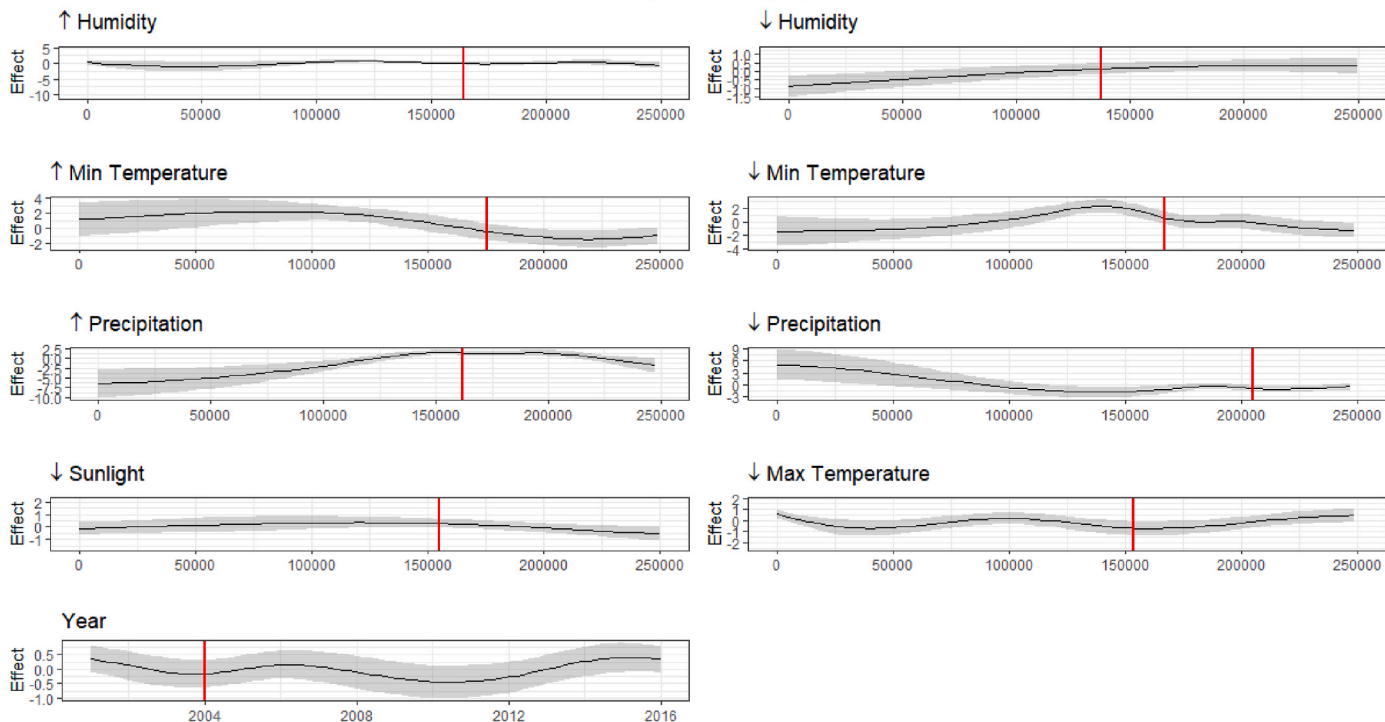 ↑ Humidity
Effect
5
0
-5
-10
0 50000 100000 150000 200000 250000
↓ Humidity
Effect
1.0
0.5
0.0
-0.5
-1.0
-1.5
0 50000 100000 150000 200000 250000
↑ Min Temperature
Effect
4
2
0
-2
0 50000 100000 150000 200000 250000
↓ Min Temperature
Effect
2
0
-2
-4
0 50000 100000 150000 200000 250000
↑ Precipitation
Effect
2.5
0.0
-2.5
-5.0
-7.5
-10.0
0 50000 100000 150000 200000 250000
↓ Precipitation
Effect
9
6
3
0
-3
0 50000 100000 150000 200000 250000
↓ Sunlight
Effect
2
1
0
-1
0 50000 100000 150000 200000 250000
↓ Max Temperature
Effect
2
1
0
-1
-2
0 50000 100000 150000 200000 250000
Year
Effect
0.5
0.0
-0.5
-1.0
2004 2008 2012 2016